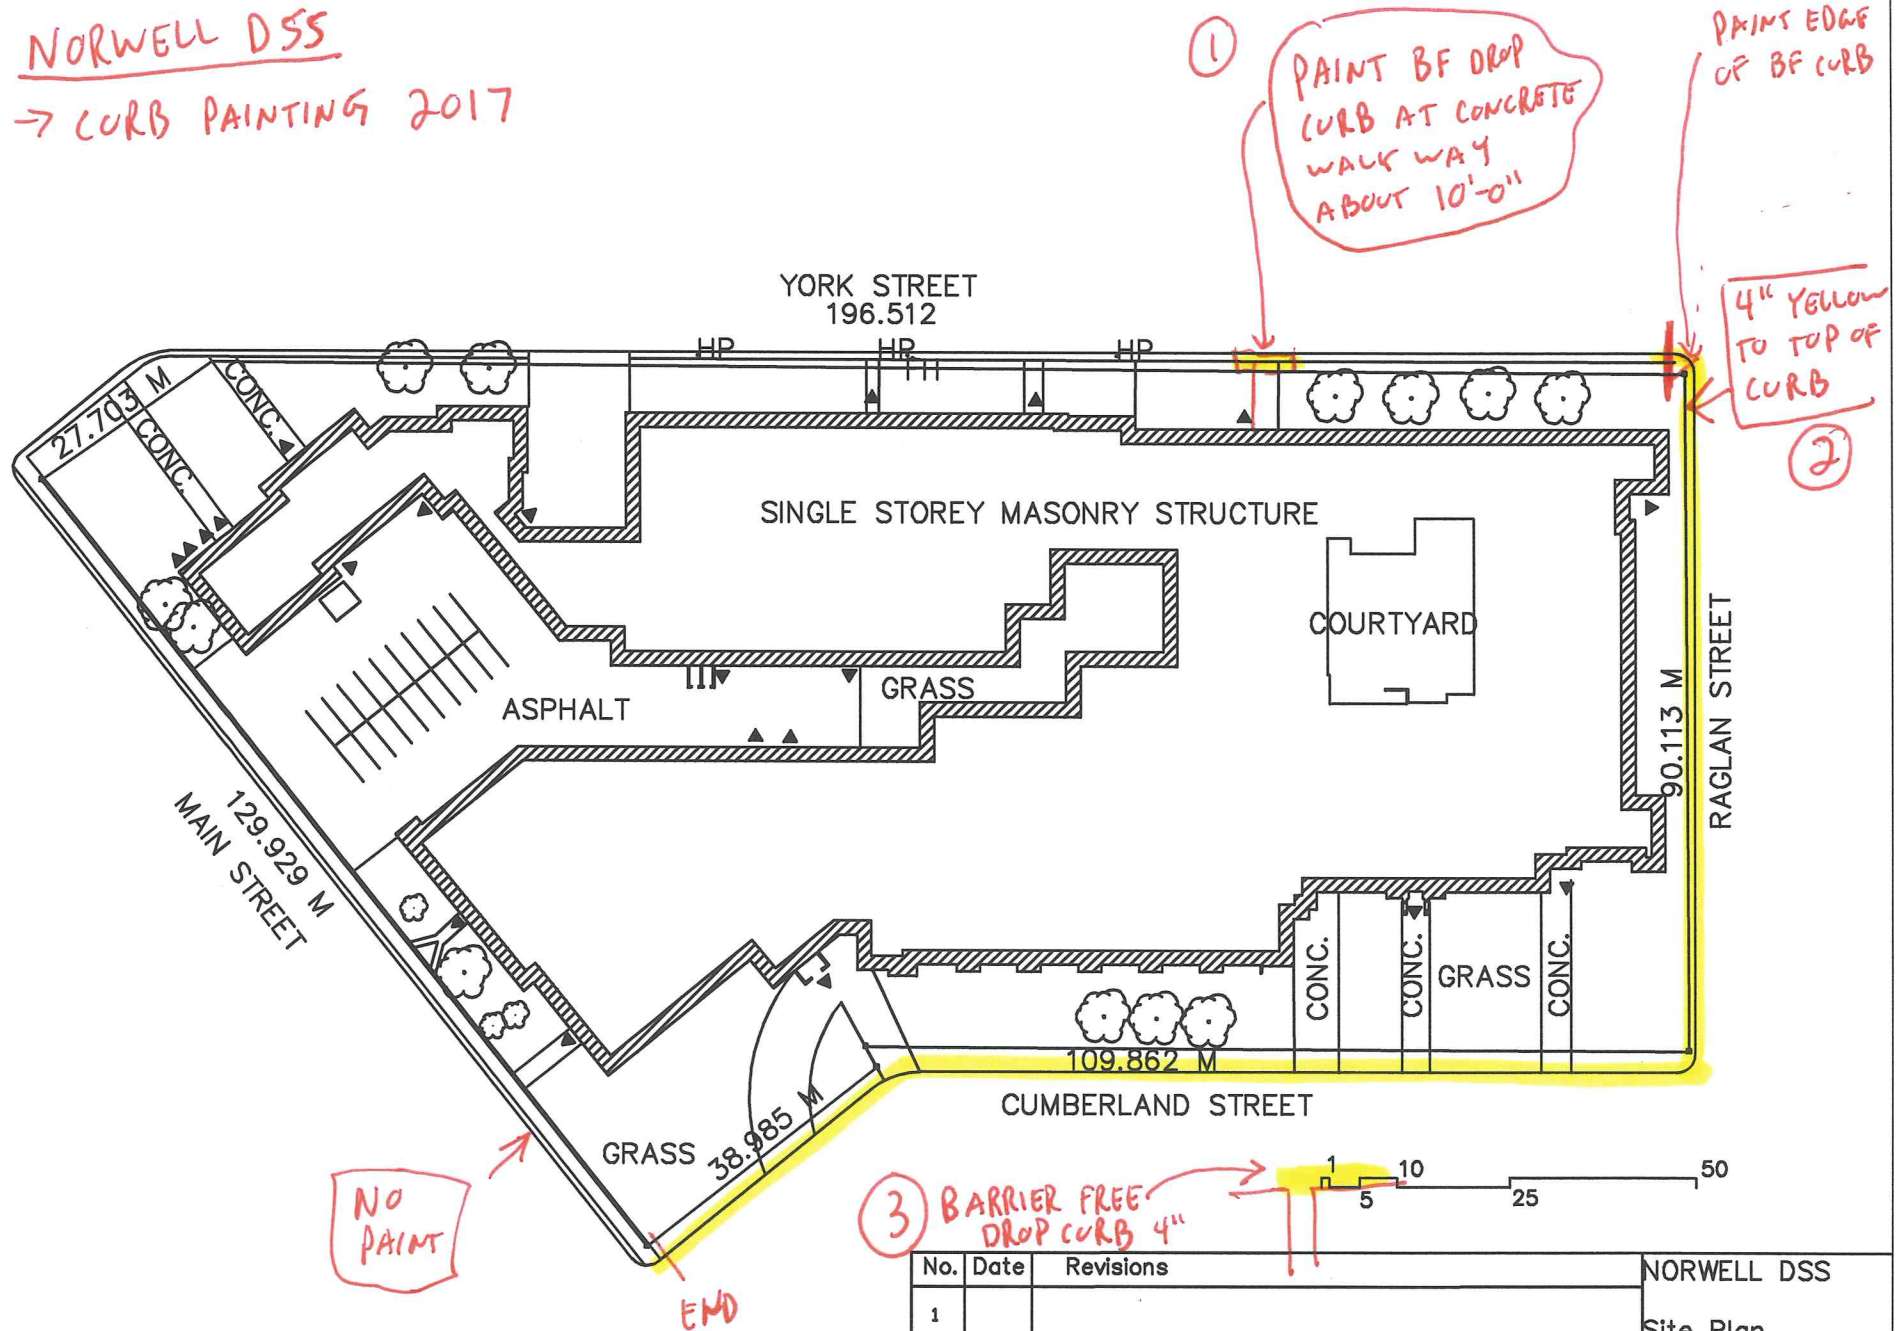 NORWELL DSS
→ CURB PAINTING 2017
1
PAINT BF DROP
CURB AT CONCRETE
WALK WAY
ABOUT 10'-0"
PAINT EDGE
OF BF CURB
4" YELLOW
TO TOP OF
CURB
2
YORK STREET
196.512
HP
HP
HP
27.703 M
CONC.
CONC.
SINGLE STOREY MASONRY STRUCTURE
COURTYARD
ASPHALT
GRASS
90.113 M
RAGLAN STREET
129.929 M
MAIN STREET
CONC.
CONC.
GRASS
CONC.
109.862 M
CUMBERLAND STREET
GRASS
38.985 M
NO
PAINT
END
3 BARRIER FREE
DROP CURB 4"
1 10 50
5 25
No. Date Revisions
1
NORWELL DSS
Site Plan